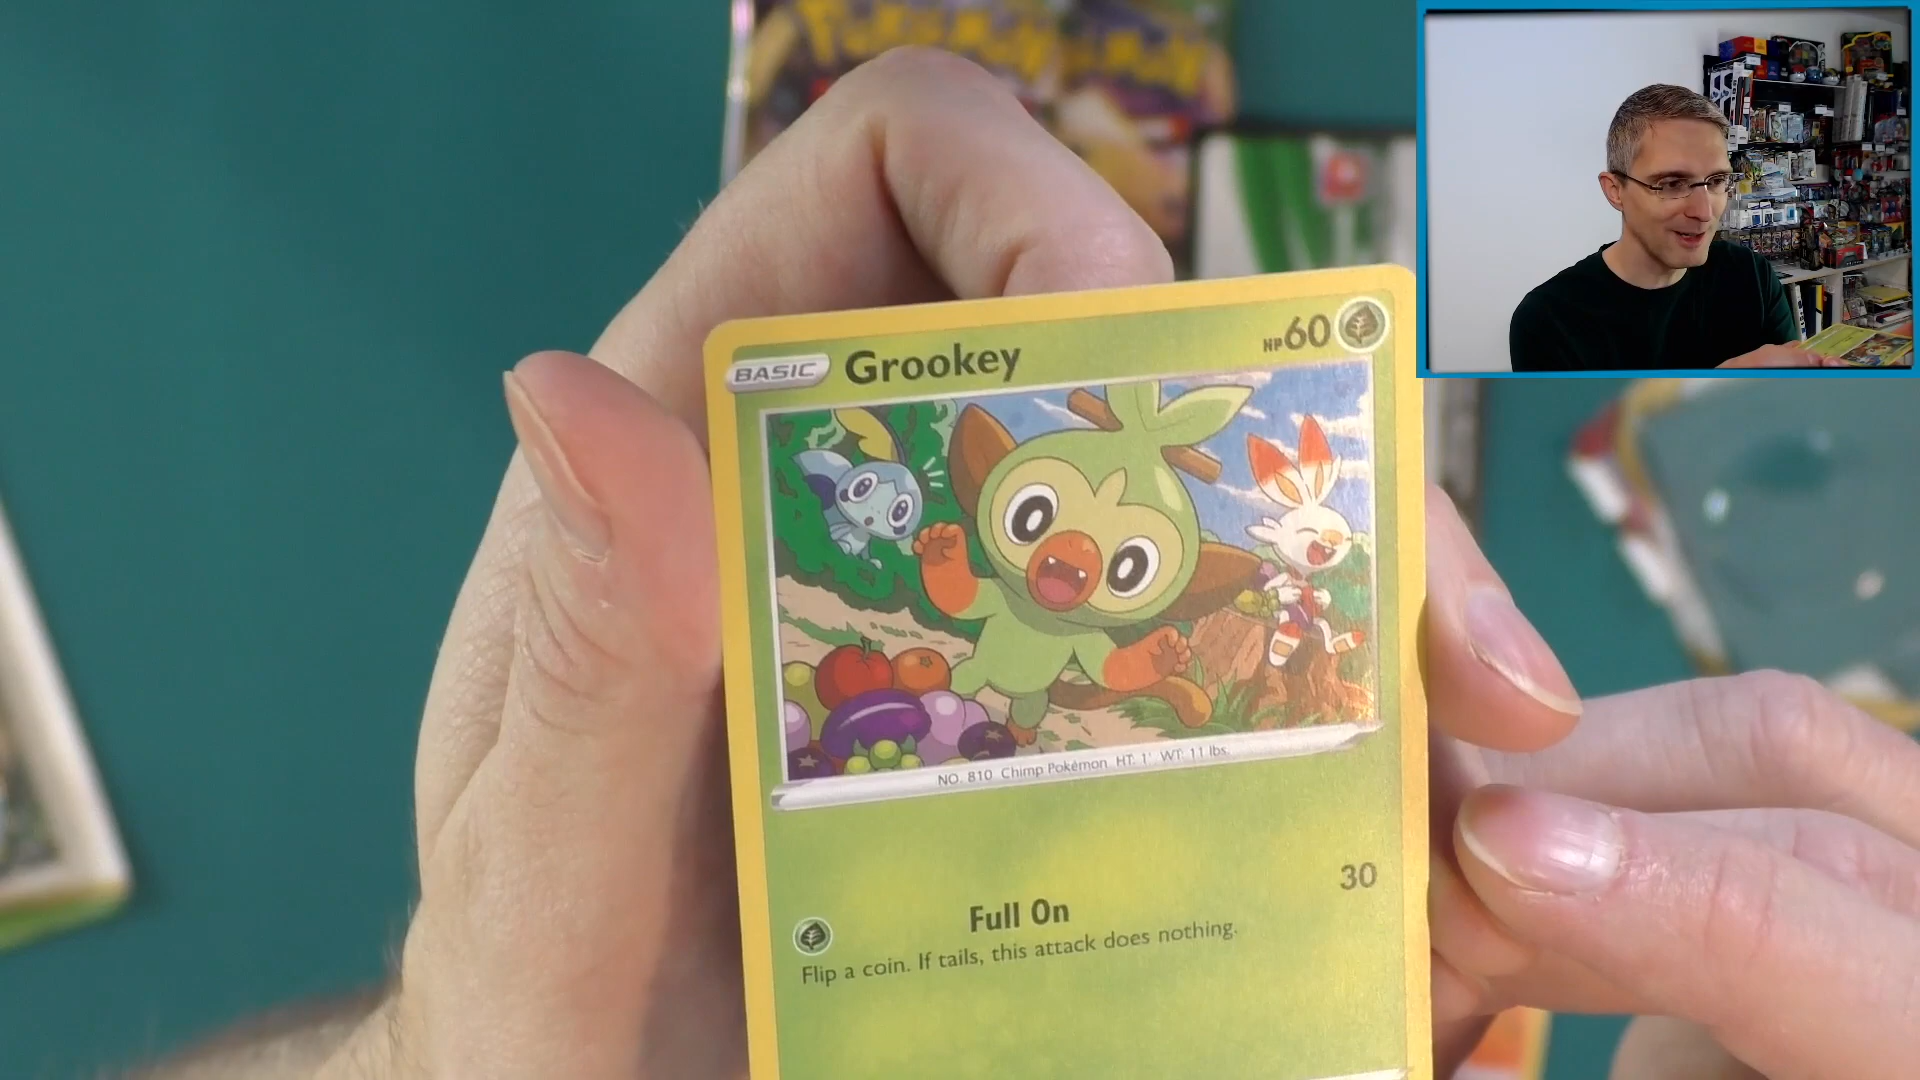 Pokémon
BASIC Grookey HP60
NO. 810 Chimp Pokémon HT: 1' WT: 11 lbs.
Full On 30
Flip a coin. If tails, this attack does nothing.